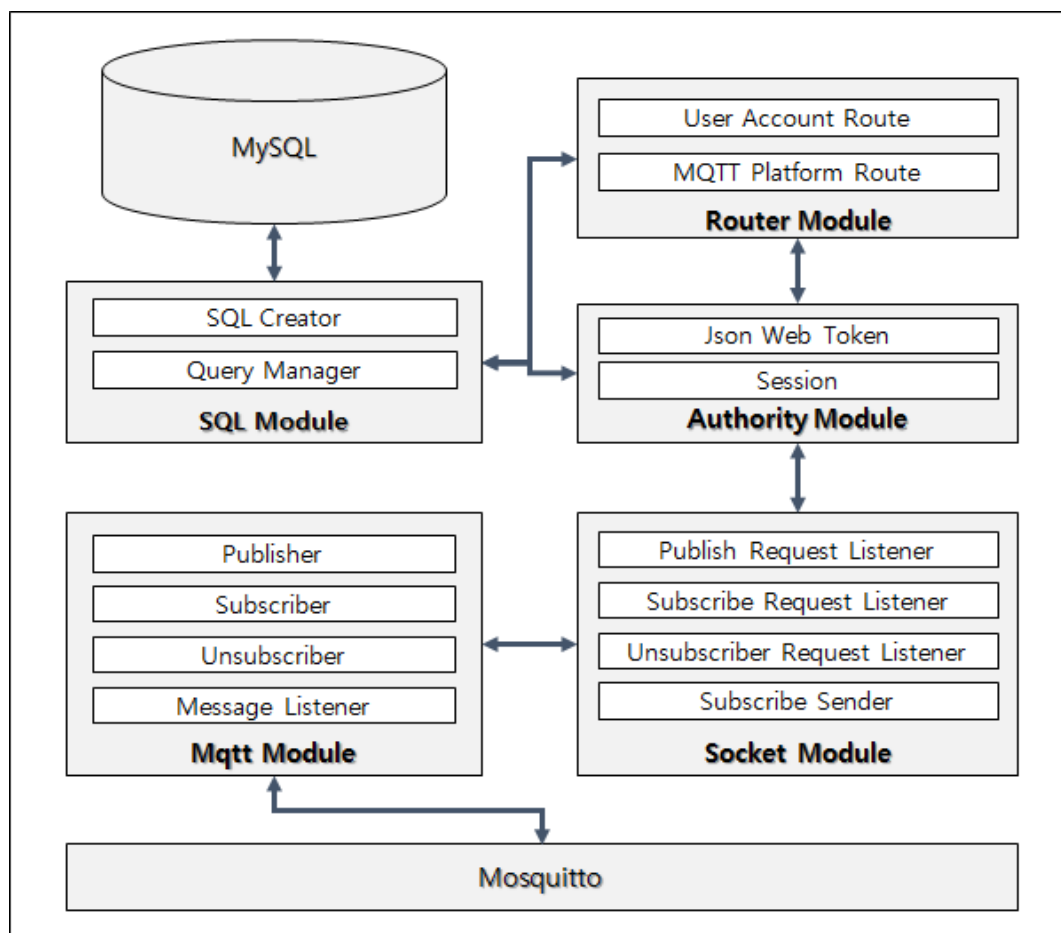 MySQL
User Account Route
MQTT Platform Route
Router Module
SQL Creator
Query Manager
SQL Module
Json Web Token
Session
Authority Module
Publisher
Subscriber
Unsubscriber
Message Listener
Mqtt Module
Publish Request Listener
Subscribe Request Listener
Unsubscriber Request Listener
Subscribe Sender
Socket Module
Mosquitto